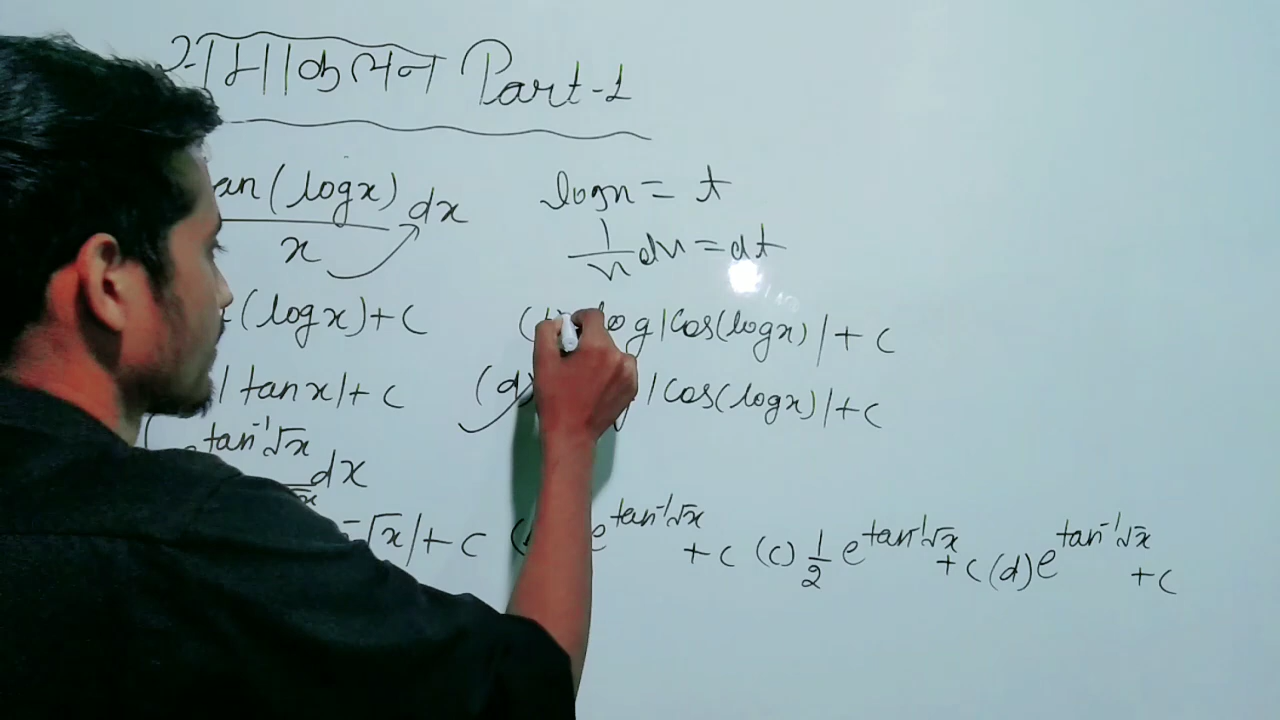 समाकलन Part-1
an (logx) dx logx = t
x 1/x dx = dt
(logx)+c log|cos(logx)|+c
|tanx|+c (d) |cos(logx)|+c
e^tan⁻¹√x dx
√x|+c e^tan⁻¹√x +c (c) 1/2 e^tan⁻¹√x +c (d) e^tan⁻¹√x +c